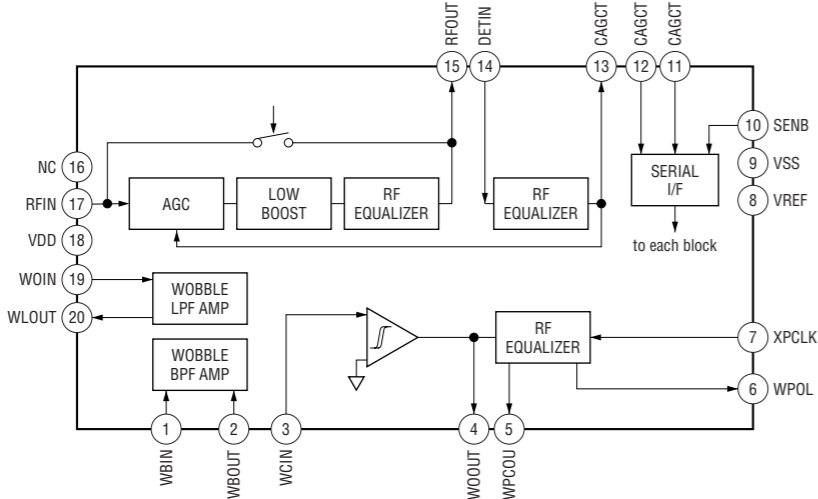 RFOUT
DETIN
CAGCT
CAGCT
CAGCT
15
14
13
12
11
10 SENB
NC 16
9 VSS
RFIN 17
AGC
LOW
BOOST
RF
EQUALIZER
RF
EQUALIZER
SERIAL
I/F
8 VREF
VDD 18
to each block
WOIN 19
WOBBLE
LPF AMP
WLOUT 20
RF
EQUALIZER
7 XPCLK
WOBBLE
BPF AMP
6 WPOL
1
2
3
4
5
WBIN
WBOUT
WCIN
WOOUT
WPCOU